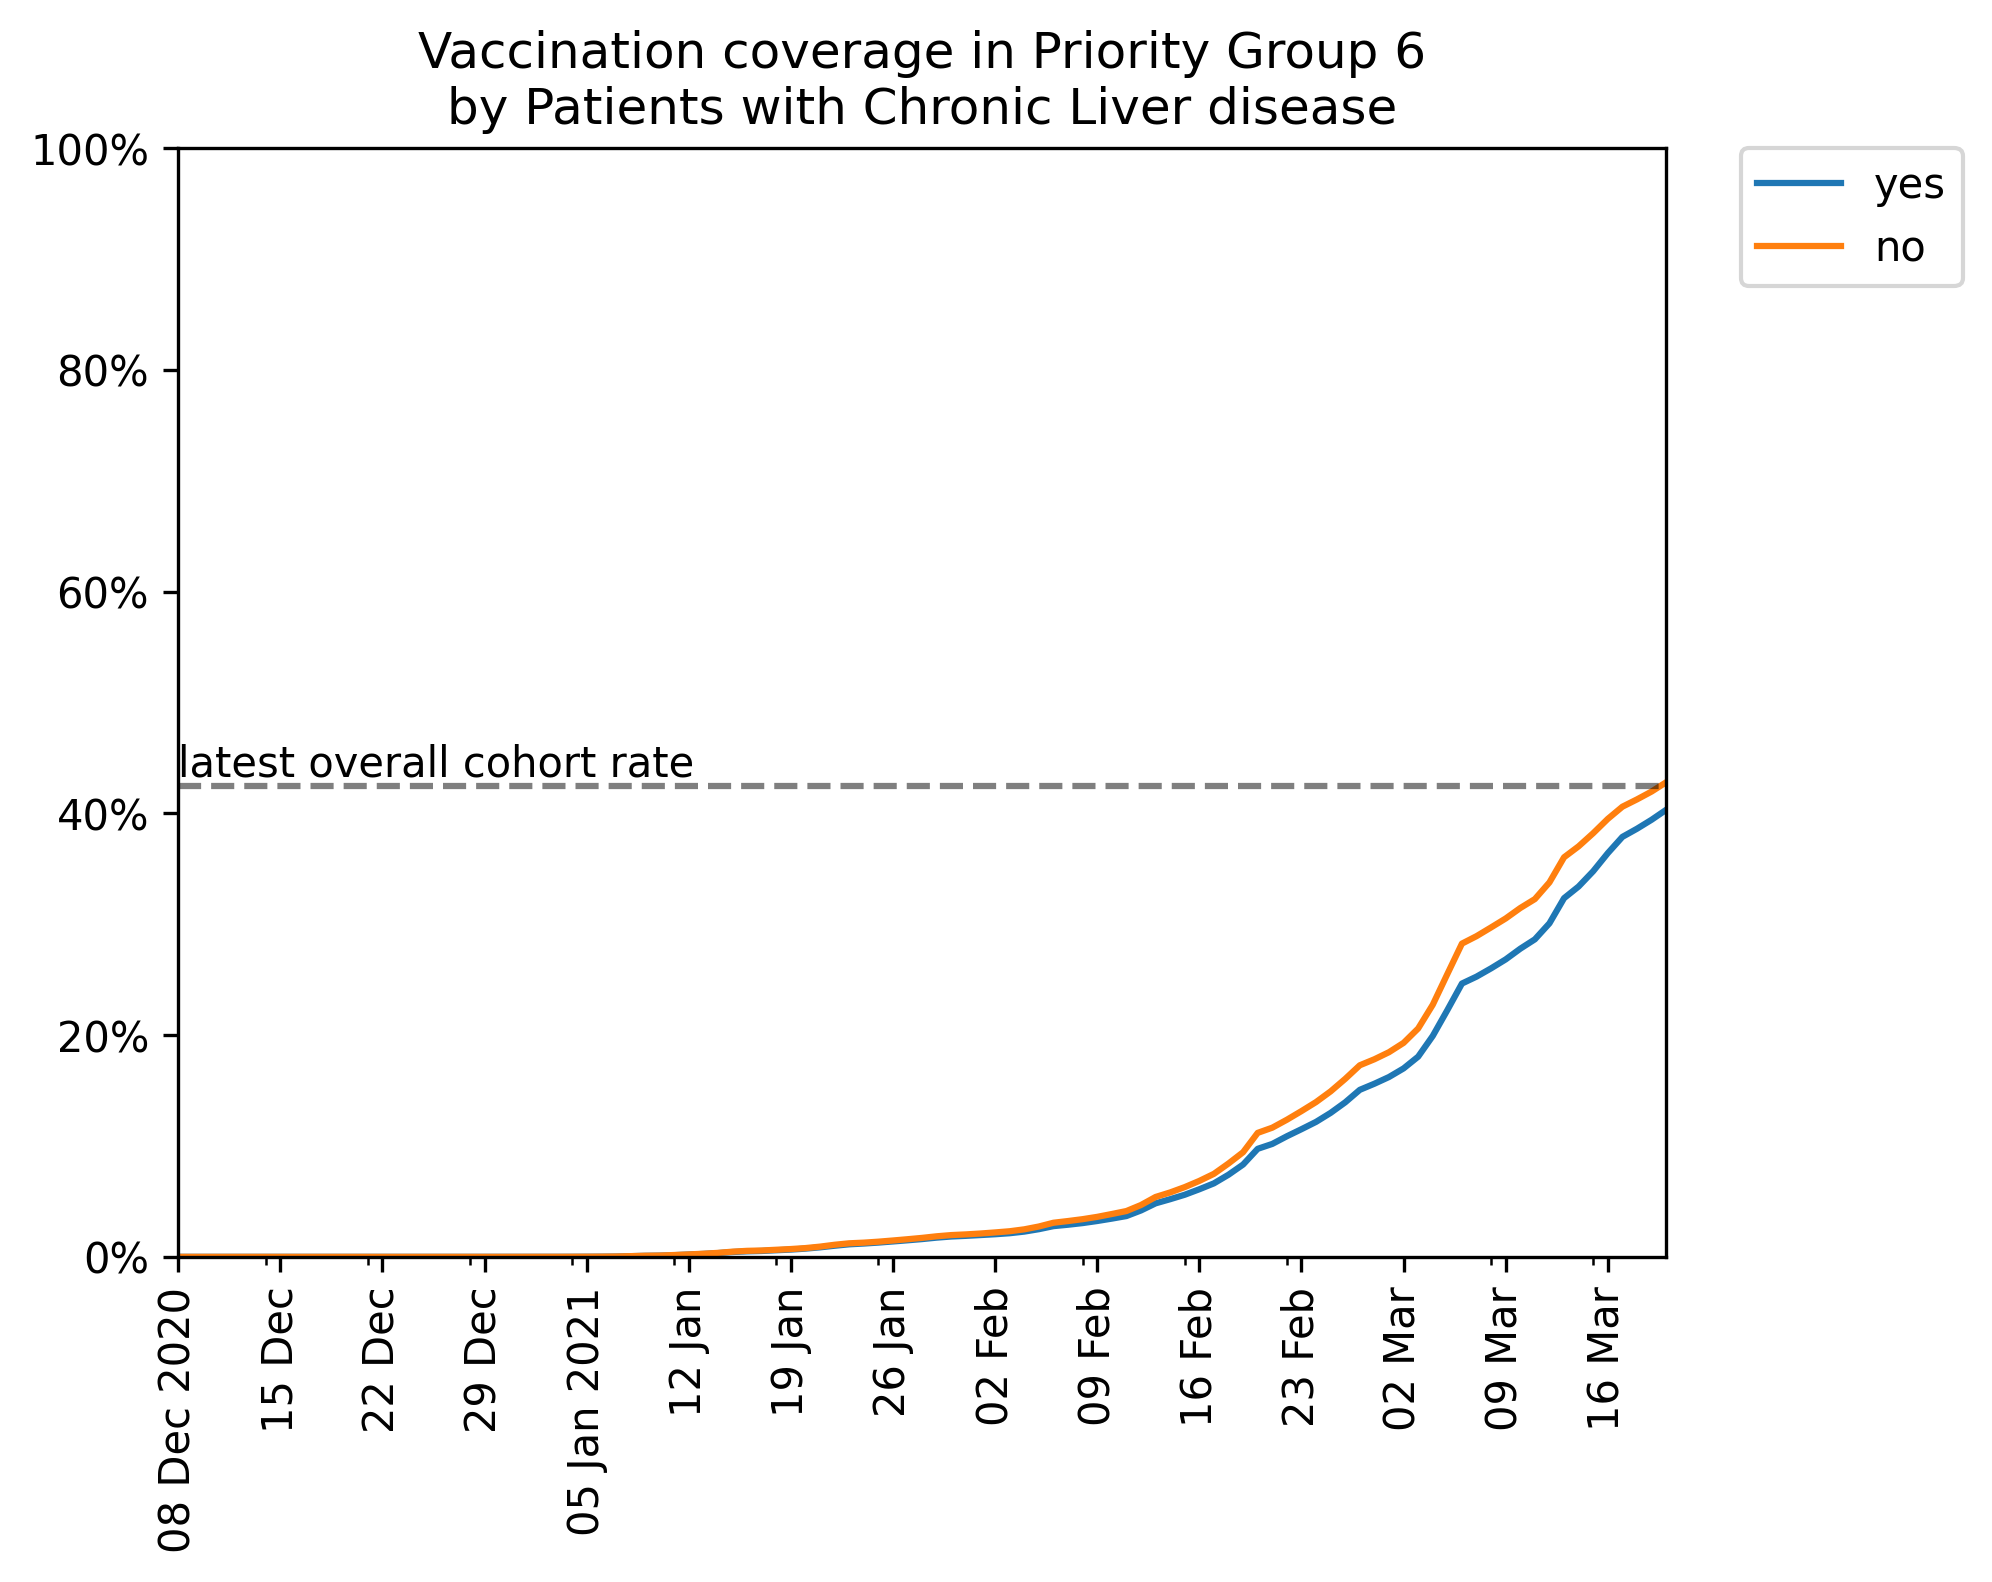 Vaccination coverage in Priority Group 6
by Patients with Chronic Liver disease
100%
80%
60%
40%
20%
0%
latest overall cohort rate
yes
no
08 Dec 2020
15 Dec
22 Dec
29 Dec
05 Jan 2021
12 Jan
19 Jan
26 Jan
02 Feb
09 Feb
16 Feb
23 Feb
02 Mar
09 Mar
16 Mar